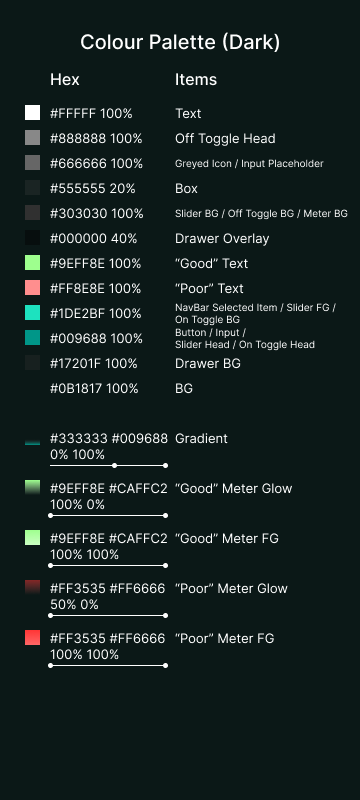 Colour Palette (Dark)
Hex Items
#FFFFF 100% Text
#888888 100% Off Toggle Head
#666666 100% Greyed Icon / Input Placeholder
#555555 20% Box
#303030 100% Slider BG / Off Toggle BG / Meter BG
#000000 40% Drawer Overlay
#9EFF8E 100% “Good” Text
#FF8E8E 100% “Poor” Text
#1DE2BF 100% NavBar Selected Item / Slider FG /
On Toggle BG
#009688 100% Button / Input /
Slider Head / On Toggle Head
#17201F 100% Drawer BG
#0B1817 100% BG
#333333 #009688 Gradient
0% 100%
#9EFF8E #CAFFC2 “Good” Meter Glow
100% 0%
#9EFF8E #CAFFC2 “Good” Meter FG
100% 100%
#FF3535 #FF6666 “Poor” Meter Glow
50% 0%
#FF3535 #FF6666 “Poor” Meter FG
100% 100%